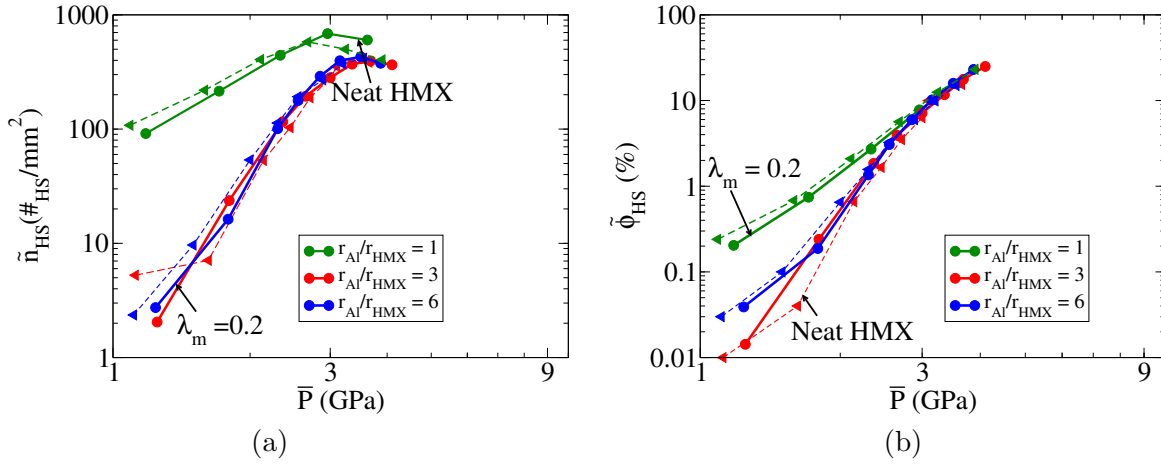 1000
100
10
1
ñ_HS(#_HS/mm²)
Neat HMX
r_Al/r_HMX = 1
r_Al/r_HMX = 3
r_Al/r_HMX = 6
λ_m =0.2
1 3 9
P̅ (GPa)
(a)
100
10
1
0.1
0.01
ϕ̃_HS (%)
λ_m = 0.2
r_Al/r_HMX = 1
r_Al/r_HMX = 3
r_Al/r_HMX = 6
Neat HMX
1 3 9
P̅ (GPa)
(b)